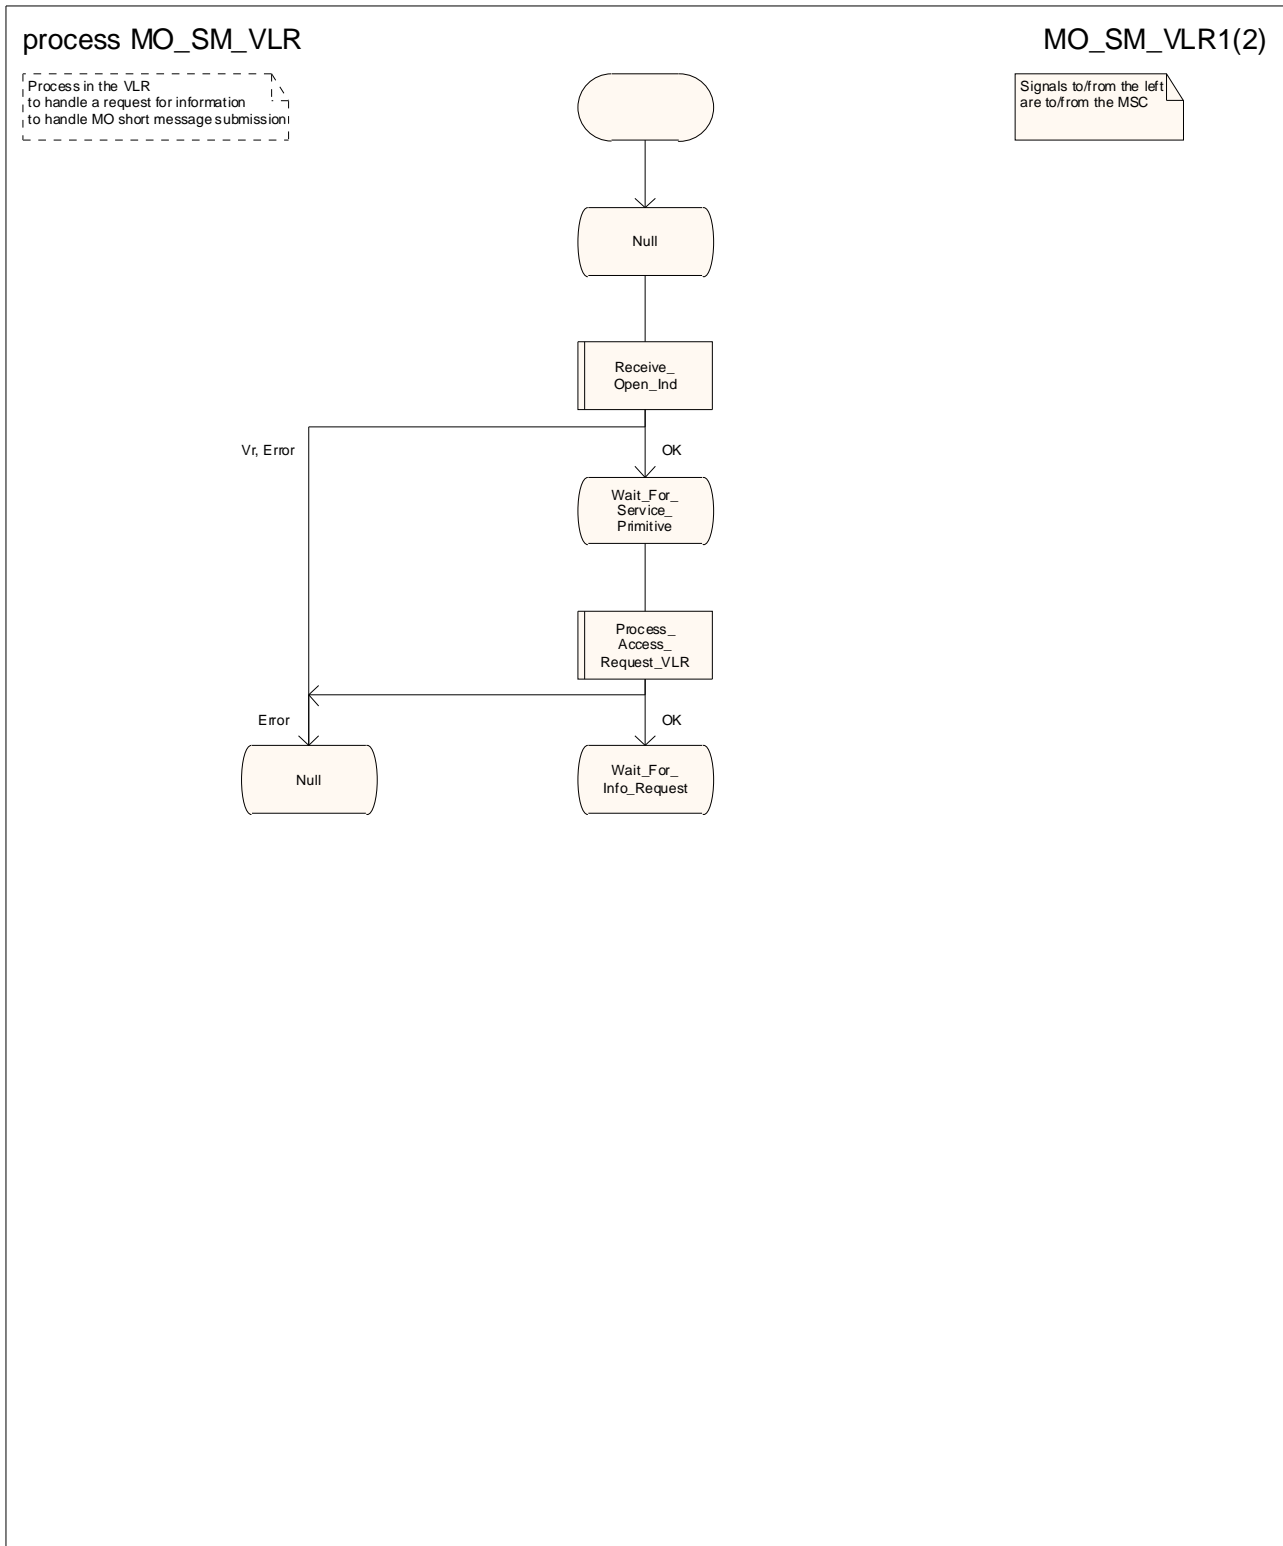 process MO_SM_VLR
MO_SM_VLR1(2)
Process in the VLR
to handle a request for information
to handle MO short message submission
Signals to/from the left
are to/from the MSC
Null
Receive_
Open_Ind
Vr, Error
OK
Wait_For_
Service_
Primitive
Process_
Access_
Request_VLR
Error
OK
Null
Wait_For_
Info_Request